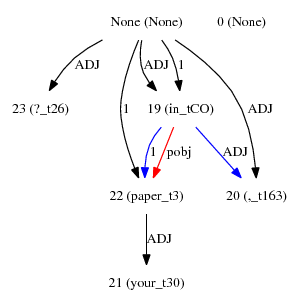 None (None) 0 (None)
ADJ ADJ 1
23 (?_t26) 1 19 (in_tCO) ADJ
1 pobj ADJ
22 (paper_t3) 20 (,_t163)
ADJ
21 (your_t30)